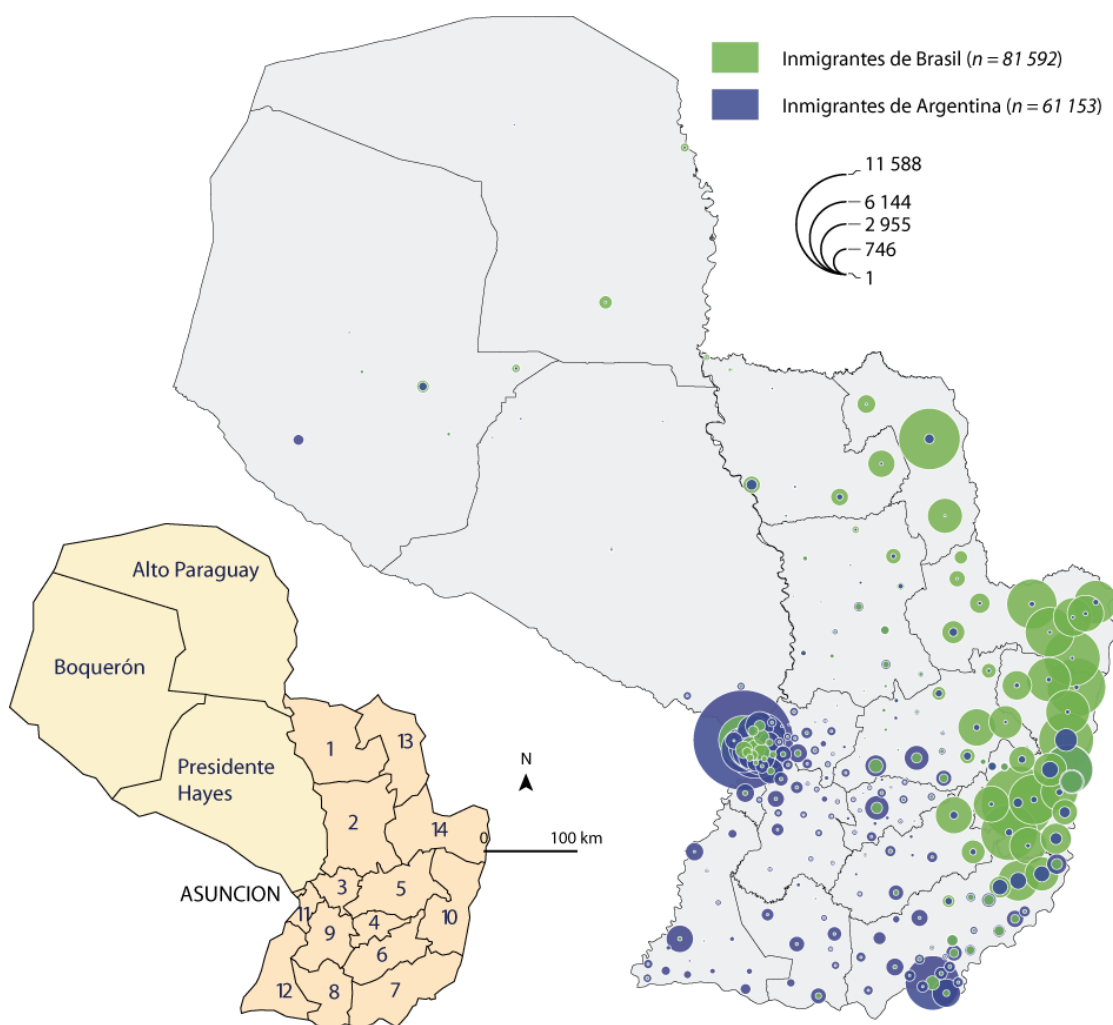 Inmigrantes de Brasil (n = 81 592)
Inmigrantes de Argentina (n = 61 153)
11 588
6 144
2 955
746
1
Alto Paraguay
Boquerón
Presidente
Hayes
1
13
N
2
14
0
100 km
ASUNCION
3
5
11
4
10
9
6
12
8
7